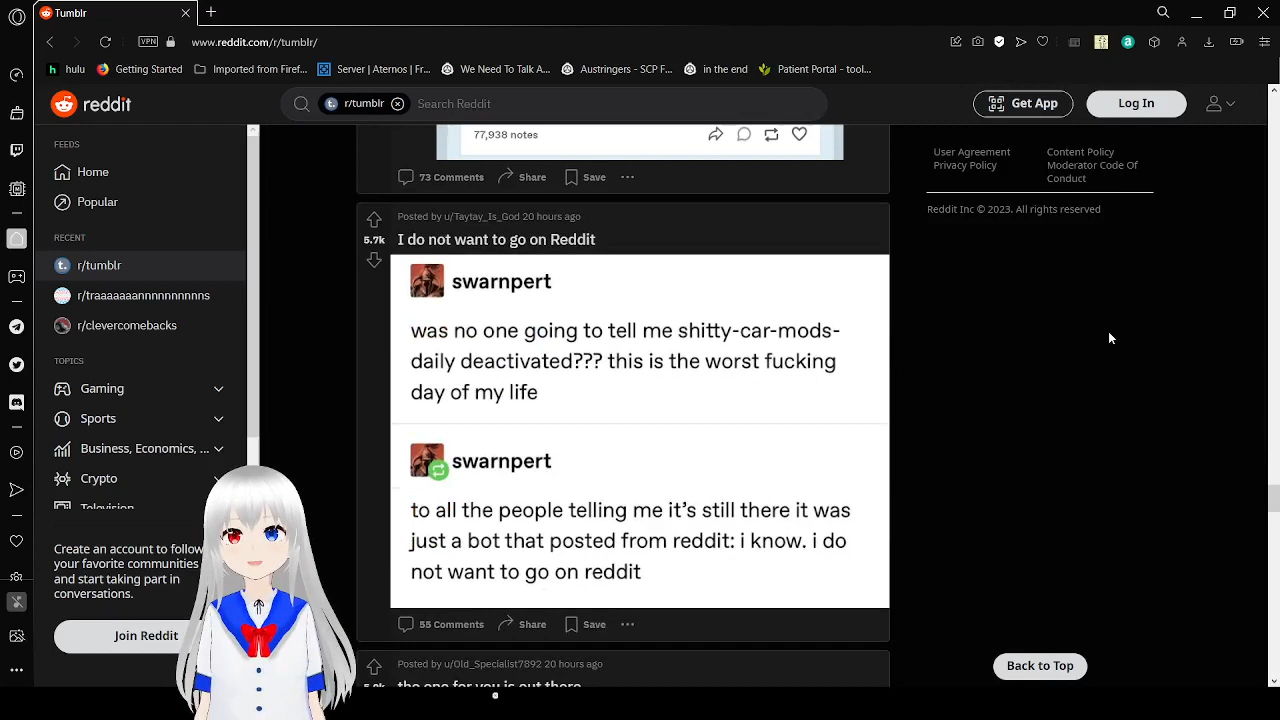 Tumblr
VPN
www.reddit.com/r/tumblr/
hulu
Getting Started
Imported from Firef...
Server | Aternos | Fr...
We Need To Talk A...
Austringers - SCP F...
in the end
Patient Portal - tool...
reddit
r/tumblr
Search Reddit
Get App
Log In
FEEDS
Home
Popular
RECENT
r/tumblr
r/traaaaaaannnnnnnnnns
r/clevercomebacks
TOPICS
Gaming
Sports
Business, Economics, ...
Crypto
Television
Create an account to follow
your favorite communities
and start taking part in
conversations.
Join Reddit
77,938 notes
73 Comments
Share
Save
Posted by u/Taytay_Is_God 20 hours ago
5.7k
I do not want to go on Reddit
swarnpert
was no one going to tell me shitty-car-mods-
daily deactivated??? this is the worst fucking
day of my life
swarnpert
to all the people telling me it's still there it was
just a bot that posted from reddit: i know. i do
not want to go on reddit
55 Comments
Share
Save
Posted by u/Old_Specialist7892 20 hours ago
the one for you is out there
User Agreement
Privacy Policy
Content Policy
Moderator Code Of
Conduct
Reddit Inc © 2023. All rights reserved
Back to Top